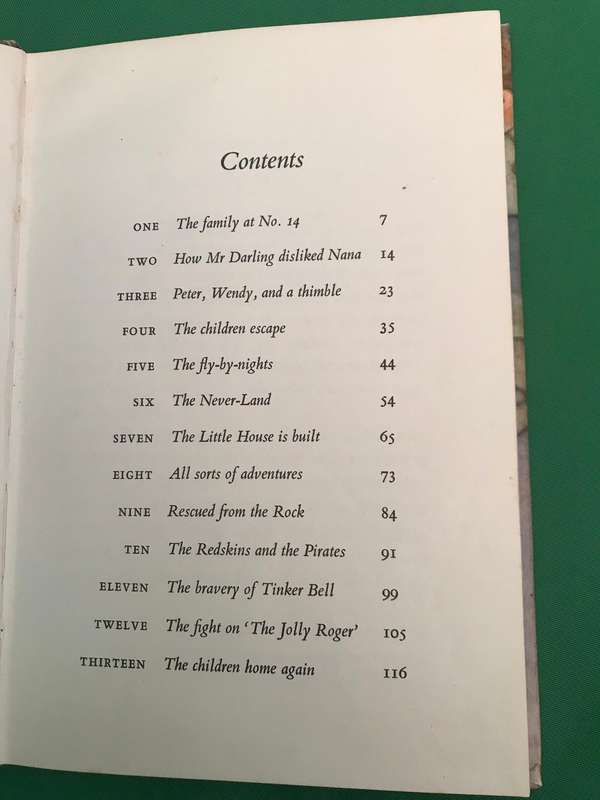 Contents
ONE The family at No. 14 7
TWO How Mr Darling disliked Nana 14
THREE Peter, Wendy, and a thimble 23
FOUR The children escape 35
FIVE The fly-by-nights 44
SIX The Never-Land 54
SEVEN The Little House is built 65
EIGHT All sorts of adventures 73
NINE Rescued from the Rock 84
TEN The Redskins and the Pirates 91
ELEVEN The bravery of Tinker Bell 99
TWELVE The fight on ‘The Jolly Roger’ 105
THIRTEEN The children home again 116